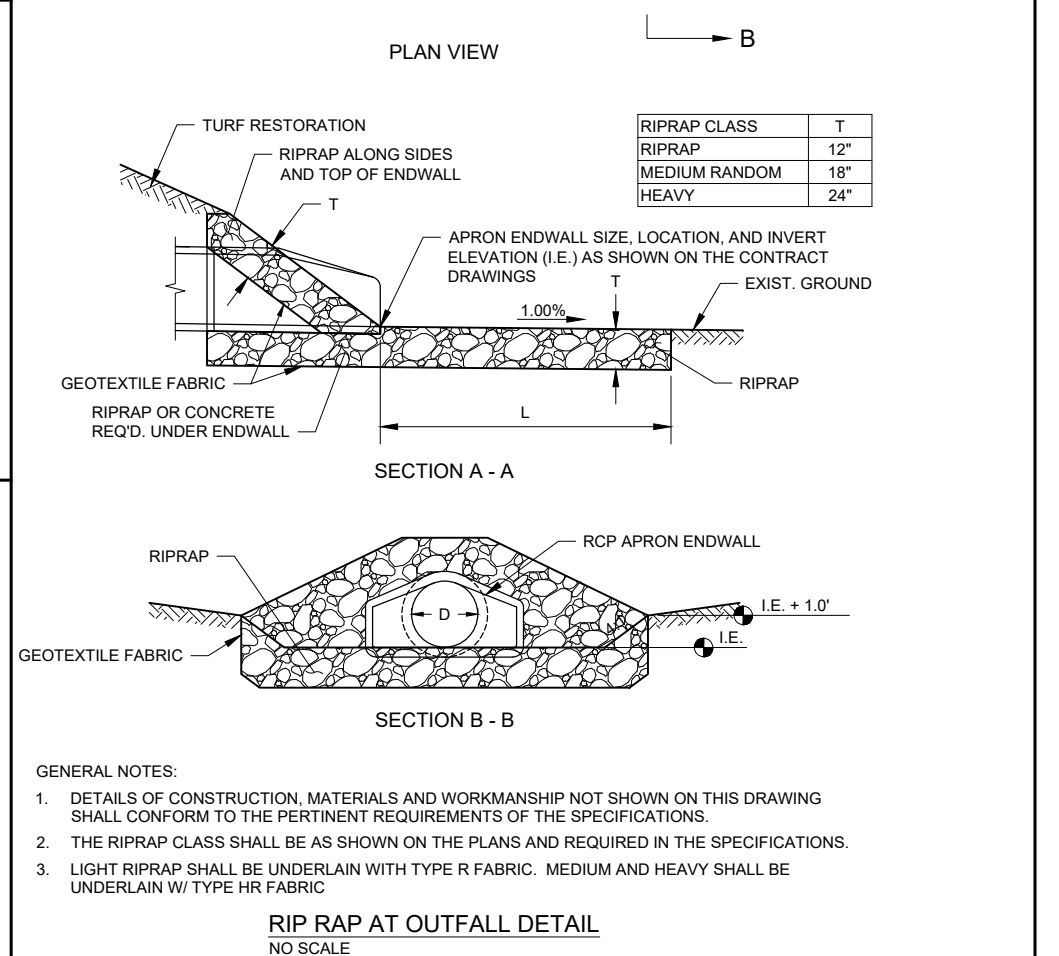 B
PLAN VIEW
TURF RESTORATION
RIPRAP ALONG SIDES
AND TOP OF ENDWALL
T
RIPRAP CLASS T
RIPRAP 12"
MEDIUM RANDOM 18"
HEAVY 24"
APRON ENDWALL SIZE, LOCATION, AND INVERT
ELEVATION (I.E.) AS SHOWN ON THE CONTRACT
DRAWINGS
T
EXIST. GROUND
1.00%
GEOTEXTILE FABRIC
RIPRAP
RIPRAP OR CONCRETE
REQ'D. UNDER ENDWALL
L
SECTION A - A
RIPRAP
RCP APRON ENDWALL
D
I.E. + 1.0'
I.E.
GEOTEXTILE FABRIC
SECTION B - B
GENERAL NOTES:
1. DETAILS OF CONSTRUCTION, MATERIALS AND WORKMANSHIP NOT SHOWN ON THIS DRAWING
SHALL CONFORM TO THE PERTINENT REQUIREMENTS OF THE SPECIFICATIONS.
2. THE RIPRAP CLASS SHALL BE AS SHOWN ON THE PLANS AND REQUIRED IN THE SPECIFICATIONS.
3. LIGHT RIPRAP SHALL BE UNDERLAIN WITH TYPE R FABRIC. MEDIUM AND HEAVY SHALL BE
UNDERLAIN W/ TYPE HR FABRIC
RIP RAP AT OUTFALL DETAIL
NO SCALE